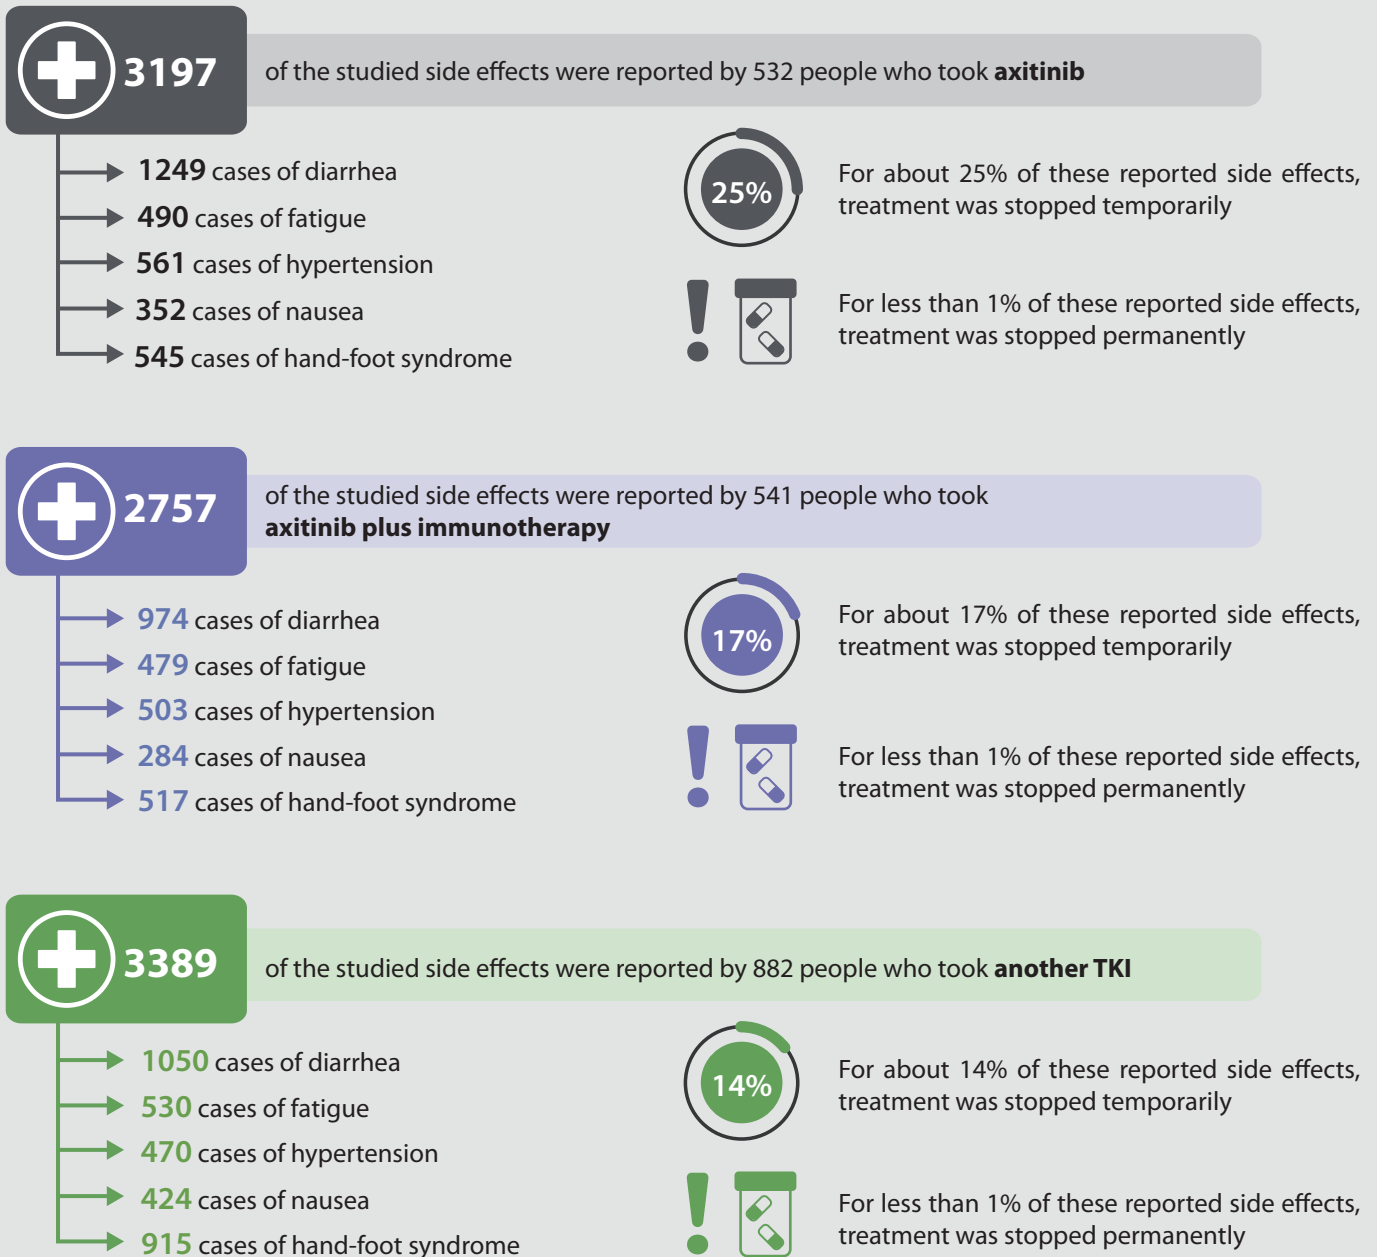 3197
of the studied side effects were reported by 532 people who took axitinib
1249 cases of diarrhea
490 cases of fatigue
561 cases of hypertension
352 cases of nausea
545 cases of hand-foot syndrome
25%
For about 25% of these reported side effects,
treatment was stopped temporarily
For less than 1% of these reported side effects,
treatment was stopped permanently
2757
of the studied side effects were reported by 541 people who took
axitinib plus immunotherapy
974 cases of diarrhea
479 cases of fatigue
503 cases of hypertension
284 cases of nausea
517 cases of hand-foot syndrome
17%
For about 17% of these reported side effects,
treatment was stopped temporarily
For less than 1% of these reported side effects,
treatment was stopped permanently
3389
of the studied side effects were reported by 882 people who took another TKI
1050 cases of diarrhea
530 cases of fatigue
470 cases of hypertension
424 cases of nausea
915 cases of hand-foot syndrome
14%
For about 14% of these reported side effects,
treatment was stopped temporarily
For less than 1% of these reported side effects,
treatment was stopped permanently